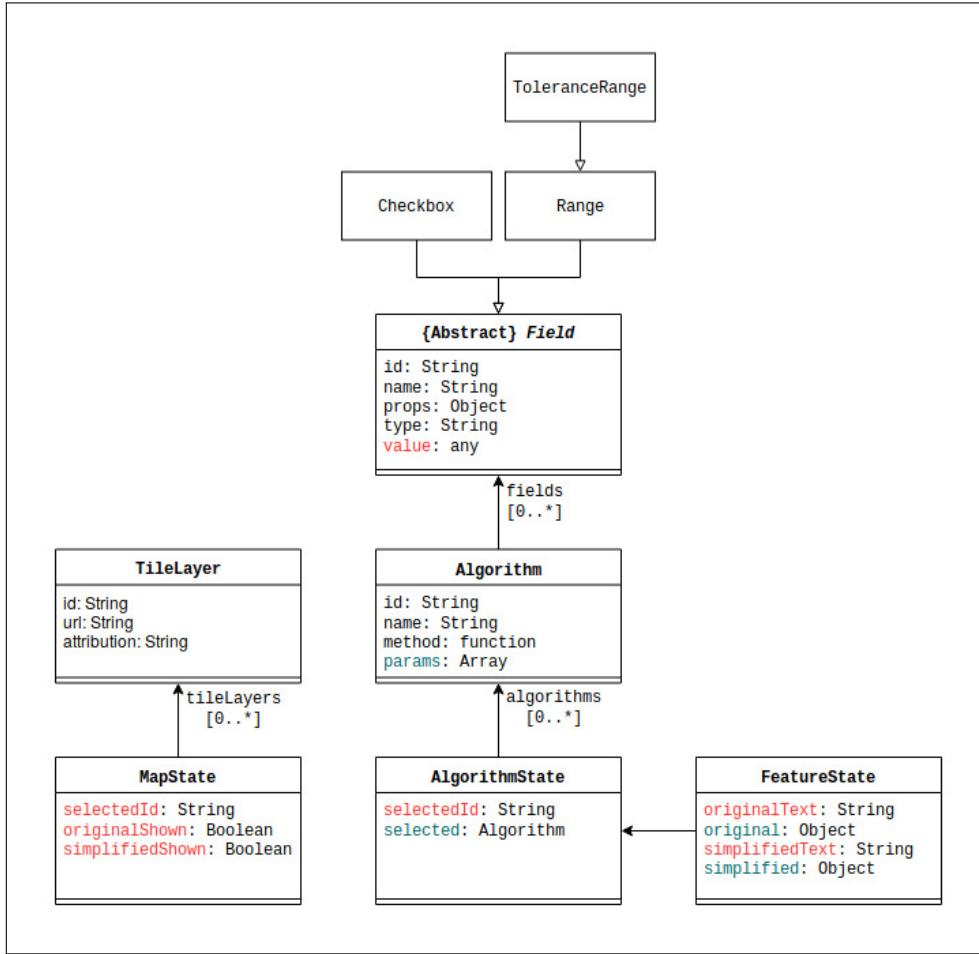 ToleranceRange
Checkbox
Range
{Abstract} Field
id: String
name: String
props: Object
type: String
value: any
fields
[0..*]
TileLayer
id: String
url: String
attribution: String
Algorithm
id: String
name: String
method: function
params: Array
tileLayers
[0..*]
algorithms
[0..*]
MapState
selectedId: String
originalShown: Boolean
simplifiedShown: Boolean
AlgorithmState
selectedId: String
selected: Algorithm
FeatureState
originalText: String
original: Object
simplifiedText: String
simplified: Object